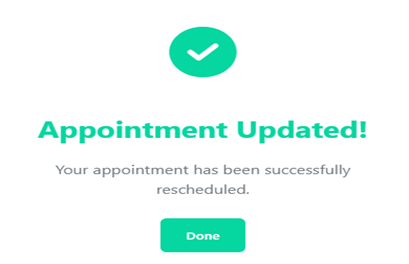 Appointment Updated!
Your appointment has been successfully
rescheduled.
Done